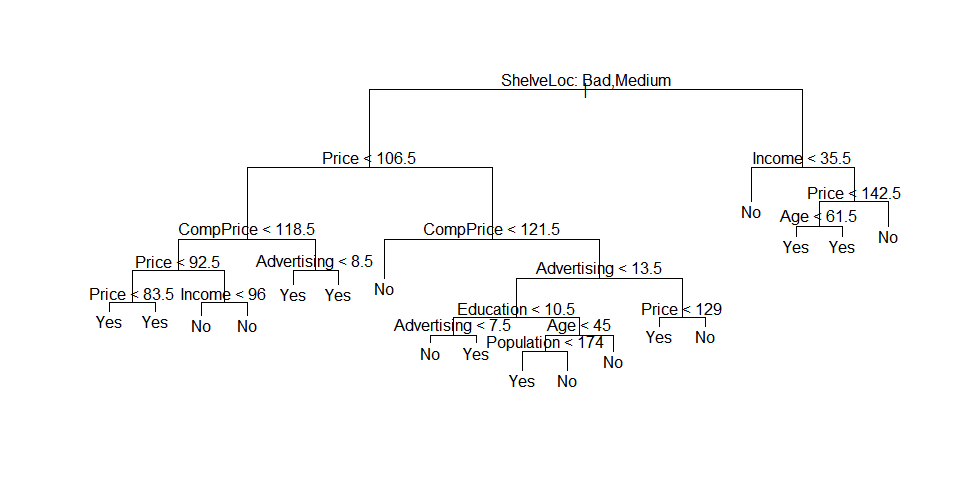 ShelveLoc: Bad,Medium
Price < 106.5
Income < 35.5
Price < 142.5
No
Age < 61.5
Yes
Yes
No
CompPrice < 118.5
CompPrice < 121.5
Price < 92.5
Advertising < 8.5
Advertising < 13.5
Price < 83.5
Income < 96
Yes
Yes
No
Yes
Yes
No
No
Education < 10.5
Price < 129
Advertising < 7.5
Age < 45
Yes
No
No
Yes
Population < 174
No
Yes
No